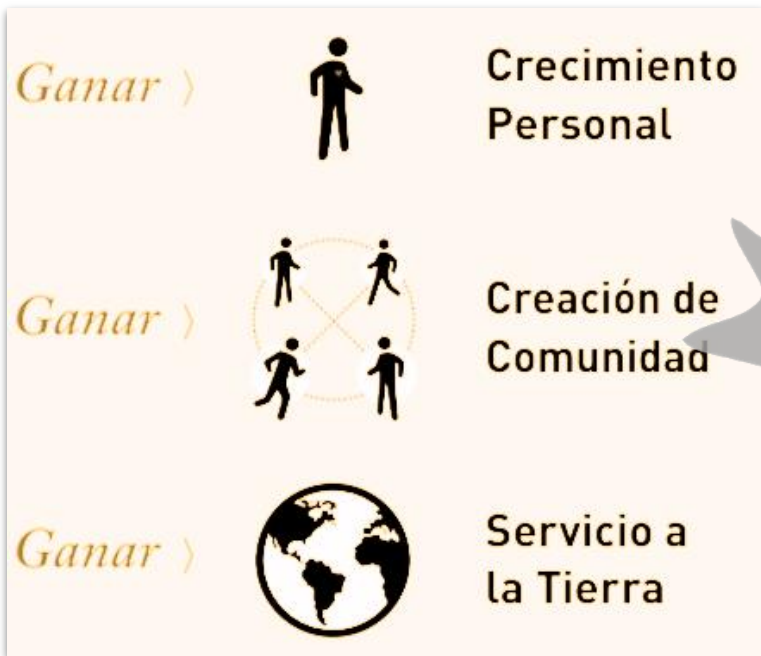 Ganar 〉
Crecimiento
Personal
Ganar 〉
Creación de
Comunidad
Ganar 〉
Servicio a
la Tierra